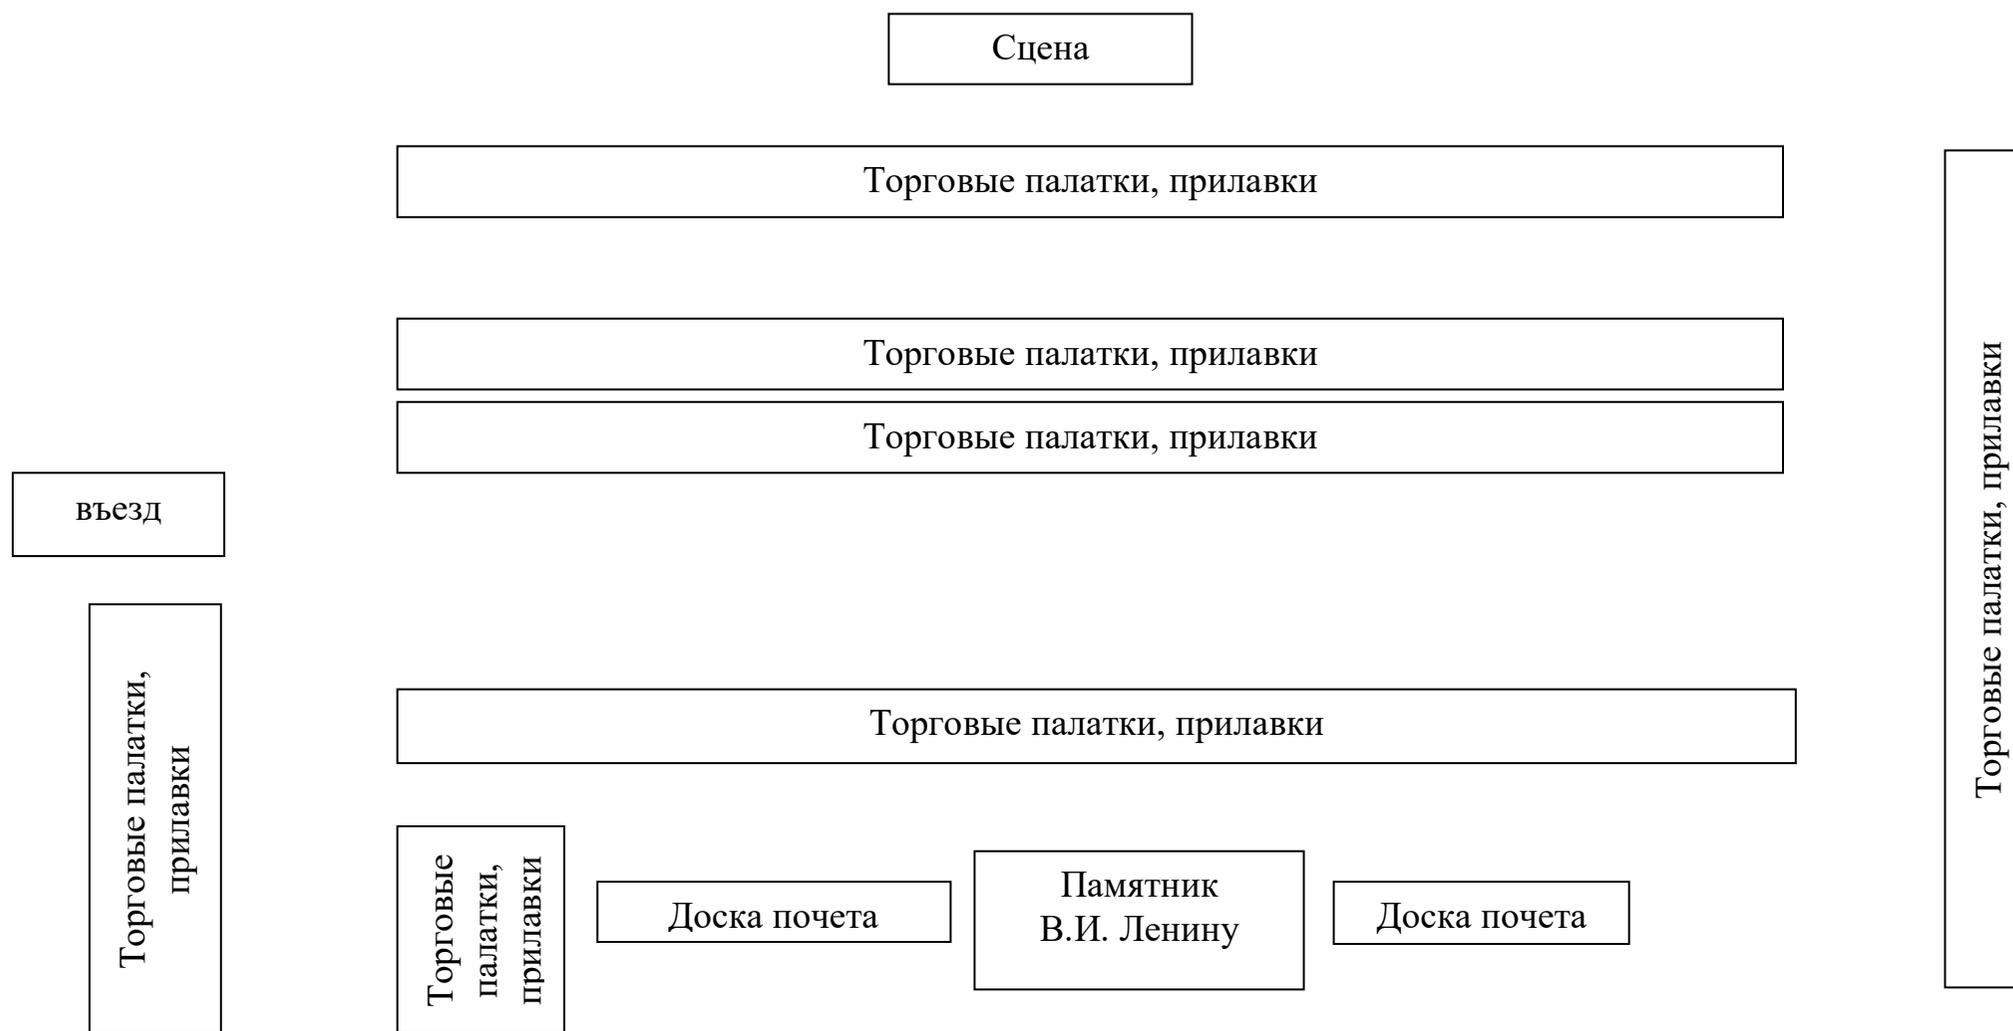 Сцена
Торговые палатки, прилавки
Торговые палатки, прилавки
Торговые палатки, прилавки
Торговые палатки, прилавки
въезд
Торговые палатки,
прилавки
Торговые палатки, прилавки
Торговые
палатки,
прилавки
Доска почета
Памятник
В.И. Ленину
Доска почета